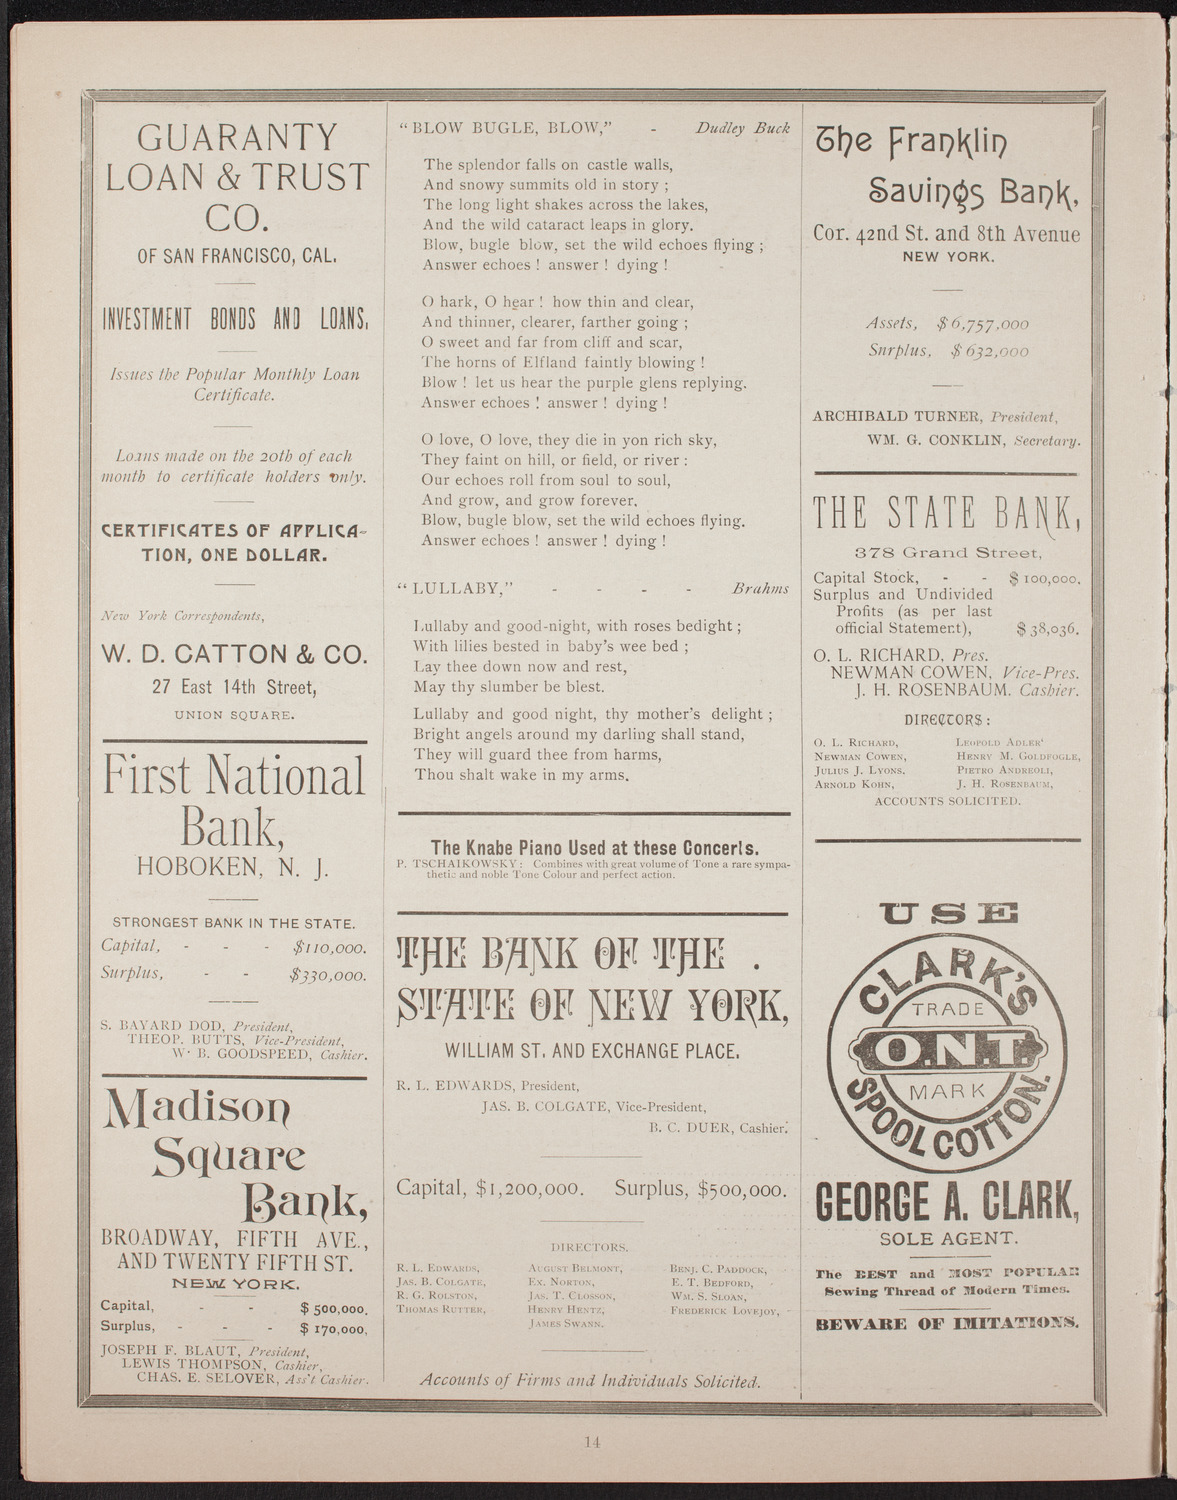 GUARANTY
LOAN & TRUST
CO.
OF SAN FRANCISCO, CAL.
INVESTMENT BONDS AND LOANS,
Issues the Popular Monthly Loan
Certificate.
Loans made on the 20th of each
month to certificate holders only.
CERTIFICATES OF APPLICA-
TION, ONE DOLLAR.
New York Correspondents,
W. D. CATTON & CO.
27 East 14th Street,
UNION SQUARE.
First National
Bank,
HOBOKEN, N. J.
STRONGEST BANK IN THE STATE.
Capital, - - - $110,000.
Surplus, - - $330,000.
S. BAYARD DOD, President,
THEOP. BUTTS, Vice-President,
W. B. GOODSPEED, Cashier.
Madison
Square
Bank,
BROADWAY, FIFTH AVE.,
AND TWENTY FIFTH ST.
NEW YORK.
Capital, - - $500,000.
Surplus, - - - $170,000,
JOSEPH F. BLAUT, President,
LEWIS THOMPSON, Cashier,
CHAS. E. SELOVER, Ass't Cashier.
"BLOW BUGLE, BLOW," - Dudley Buck
The splendor falls on castle walls,
And snowy summits old in story ;
The long light shakes across the lakes,
And the wild cataract leaps in glory.
Blow, bugle blow, set the wild echoes flying ;
Answer echoes ! answer ! dying !
O hark, O hear ! how thin and clear,
And thinner, clearer, farther going ;
O sweet and far from cliff and scar,
The horns of Elfland faintly blowing !
Blow ! let us hear the purple glens replying.
Answer echoes ! answer ! dying !
O love, O love, they die in yon rich sky,
They faint on hill, or field, or river :
Our echoes roll from soul to soul,
And grow, and grow forever.
Blow, bugle blow, set the wild echoes flying.
Answer echoes ! answer ! dying !
"LULLABY," - - - - Brahms
Lullaby and good-night, with roses bedight ;
With lilies bested in baby's wee bed ;
Lay thee down now and rest,
May thy slumber be blest.
Lullaby and good night, thy mother's delight ;
Bright angels around my darling shall stand,
They will guard thee from harms,
Thou shalt wake in my arms.
The Knabe Piano Used at these Concerts.
P. TSCHAIKOWSKY : Combines with great volume of Tone a rare sympa-
thetic and noble Tone Colour and perfect action.
THE BANK OF THE .
STATE OF NEW YORK,
WILLIAM ST. AND EXCHANGE PLACE.
R. L. EDWARDS, President,
JAS. B. COLGATE, Vice-President,
B. C. DUER, Cashier.
Capital, $1,200,000. Surplus, $500,000.
DIRECTORS.
R. L. EDWARDS, AUGUST BELMONT, BENJ. C. PADDOCK,
JAS. B. COLGATE, EX. NORTON, E. T. BEDFORD,
R. G. ROLSTON, JAS. T. CLOSSON, WM. S. SLOAN,
THOMAS RUTTER, HENRY HENTZ, FREDERICK LOVEJOY,
JAMES SWANN.
Accounts of Firms and Individuals Solicited.
The Franklin
Savings Bank,
Cor. 42nd St. and 8th Avenue
NEW YORK.
Assets, $6,757,000
Surplus, $632,000
ARCHIBALD TURNER, President,
WM. G. CONKLIN, Secretary.
THE STATE BANK,
378 Grand Street,
Capital Stock, - - $100,000,
Surplus and Undivided
Profits (as per last
official Statement), $38,036.
O. L. RICHARD, Pres.
NEWMAN COWEN, Vice-Pres.
J. H. ROSENBAUM. Cashier.
DIRECTORS:
O. L. RICHARD, LEOPOLD ADLER
NEWMAN COWEN, HENRY M. GOLDFOGLE,
JULIUS J. LYONS, PIETRO ANDREOLI,
ARNOLD KOHN, J. H. ROSENBAUM,
ACCOUNTS SOLICITED.
USE
CLARK'S
TRADE
O.N.T.
MARK
SPOOL COTTON.
GEORGE A. CLARK,
SOLE AGENT.
The BEST and MOST POPULAR
Sewing Thread of Modern Times.
BEWARE OF IMITATIONS.
14